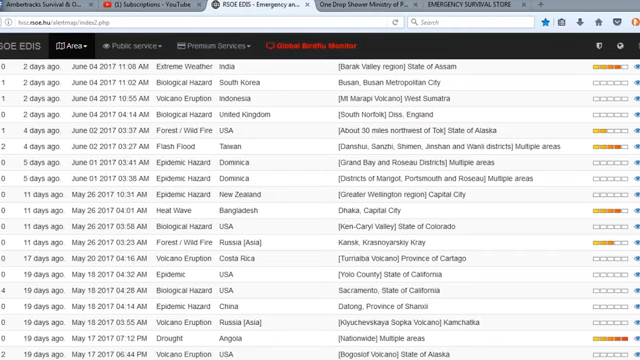 Ambertracks Survival & O... Subscriptions - YouTube RSOE EDIS - Emergency an... One Drop Shower Ministry of P... EMERGENCY SURVIVAL STORE
hisz.rsoe.hu/alertmap/index2.php Search
RSOE EDIS Area Public service Premium Services Global Birdflu Monitor
0 2 days ago. June 04 2017 11:08 AM Extreme Weather India [Barak Valley region] State of Assam
1 2 days ago. June 04 2017 11:02 AM Biological Hazard South Korea Busan, Busan Metropolitan City
1 2 days ago. June 04 2017 10:55 AM Volcano Eruption Indonesia [Mt Marapi Volcano] West Sumatra
0 2 days ago. June 04 2017 04:14 AM Biological Hazard United Kingdom [South Norfolk] Diss, England
1 4 days ago. June 02 2017 03:37 AM Forest / Wild Fire USA [About 30 miles northwest of Tok] State of Alaska
2 4 days ago. June 02 2017 03:27 AM Flash Flood Taiwan [Danshui, Sanzhi, Shimen, Jinshan and Wanli districts] Multiple areas
0 5 days ago. June 01 2017 03:41 AM Epidemic Hazard Dominica [Grand Bay and Roseau Districts] Multiple areas
0 5 days ago. June 01 2017 03:38 AM Epidemic Hazard Dominica [Districts of Marigot, Portsmouth and Roseau] Multiple areas
0 11 days ago. May 26 2017 10:31 AM Epidemic Hazard New Zealand [Greater Wellington region] Capital City
0 11 days ago. May 26 2017 04:01 AM Heat Wave Bangladesh Dhaka, Capital City
0 11 days ago. May 26 2017 03:58 AM Biological Hazard USA [Ken-Caryl Valley] State of Colorado
0 11 days ago. May 26 2017 03:23 AM Forest / Wild Fire Russia [Asia] Kansk, Krasnoyarskiy Kray
0 17 days ago. May 20 2017 04:16 AM Volcano Eruption Costa Rica [Turrialba Volcano] Province of Cartago
0 19 days ago. May 18 2017 04:32 AM Epidemic USA [Yolo County] State of California
4 19 days ago. May 18 2017 04:28 AM Biological Hazard USA Sacramento, State of California
0 19 days ago. May 18 2017 04:14 AM Epidemic Hazard China Datong, Province of Shanxi
0 19 days ago. May 18 2017 03:55 AM Volcano Eruption Russia [Asia] [Klyuchevskaya Sopka Volcano] Kamchatka
0 19 days ago. May 17 2017 07:12 PM Drought Angola [Nationwide] Multiple areas
2 19 days ago. May 17 2017 06:44 PM Volcano Eruption USA [Bogoslof Volcano] State of Alaska